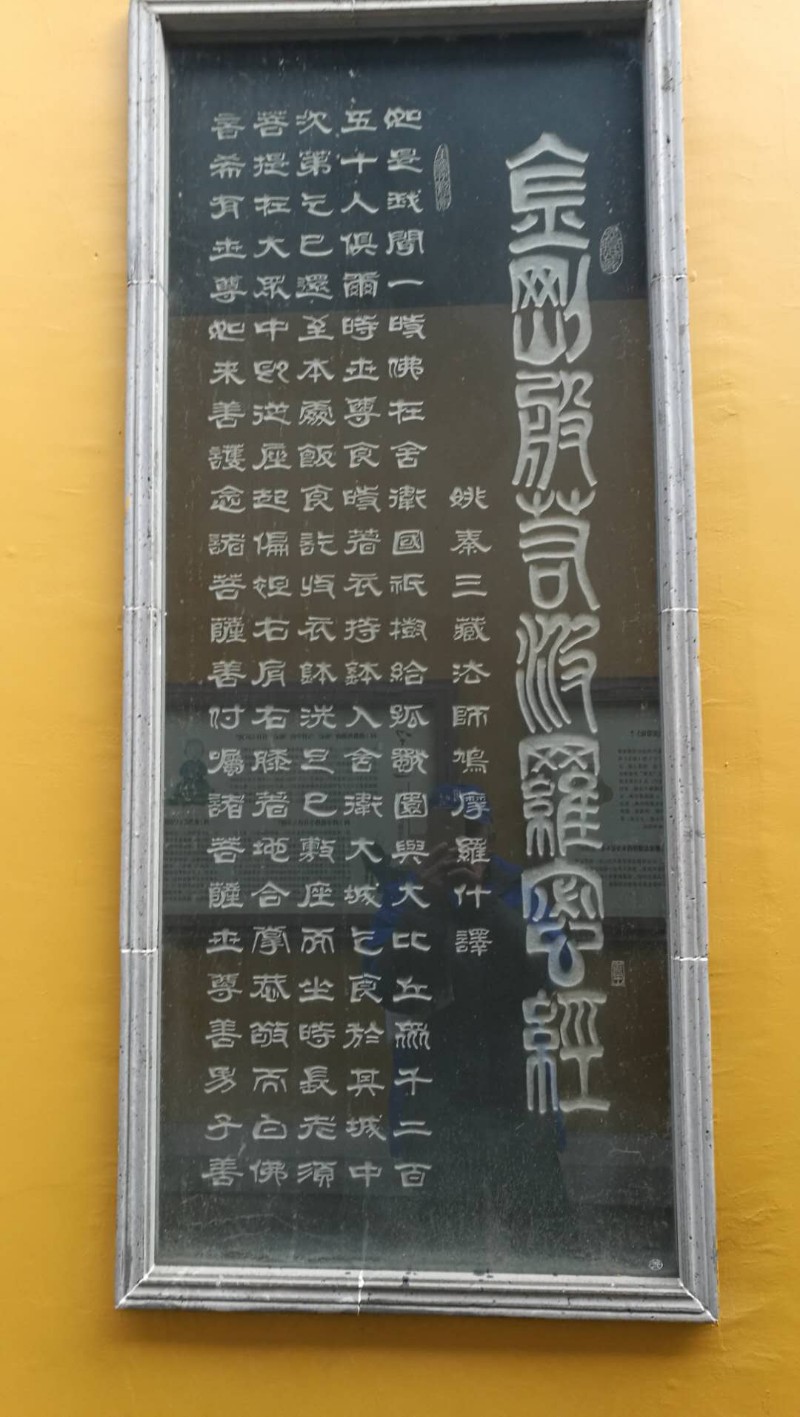 金剛般若波羅密經
姚秦三藏法師鳩摩羅什譯
如是我聞一時佛在舍衛國祇樹給孤獨園與大比丘眾千二百
五十人俱爾時世尊食時著衣持鉢入舍衛大城乞食於其城中
次第乞已還至本處飯食訖收衣鉢洗足已敷座而坐時長老須
菩提在大眾中即從座起偏袒右肩右膝著地合掌恭敬而白佛
言希有世尊如來善護念諸菩薩善付囑諸菩薩世尊善男子善